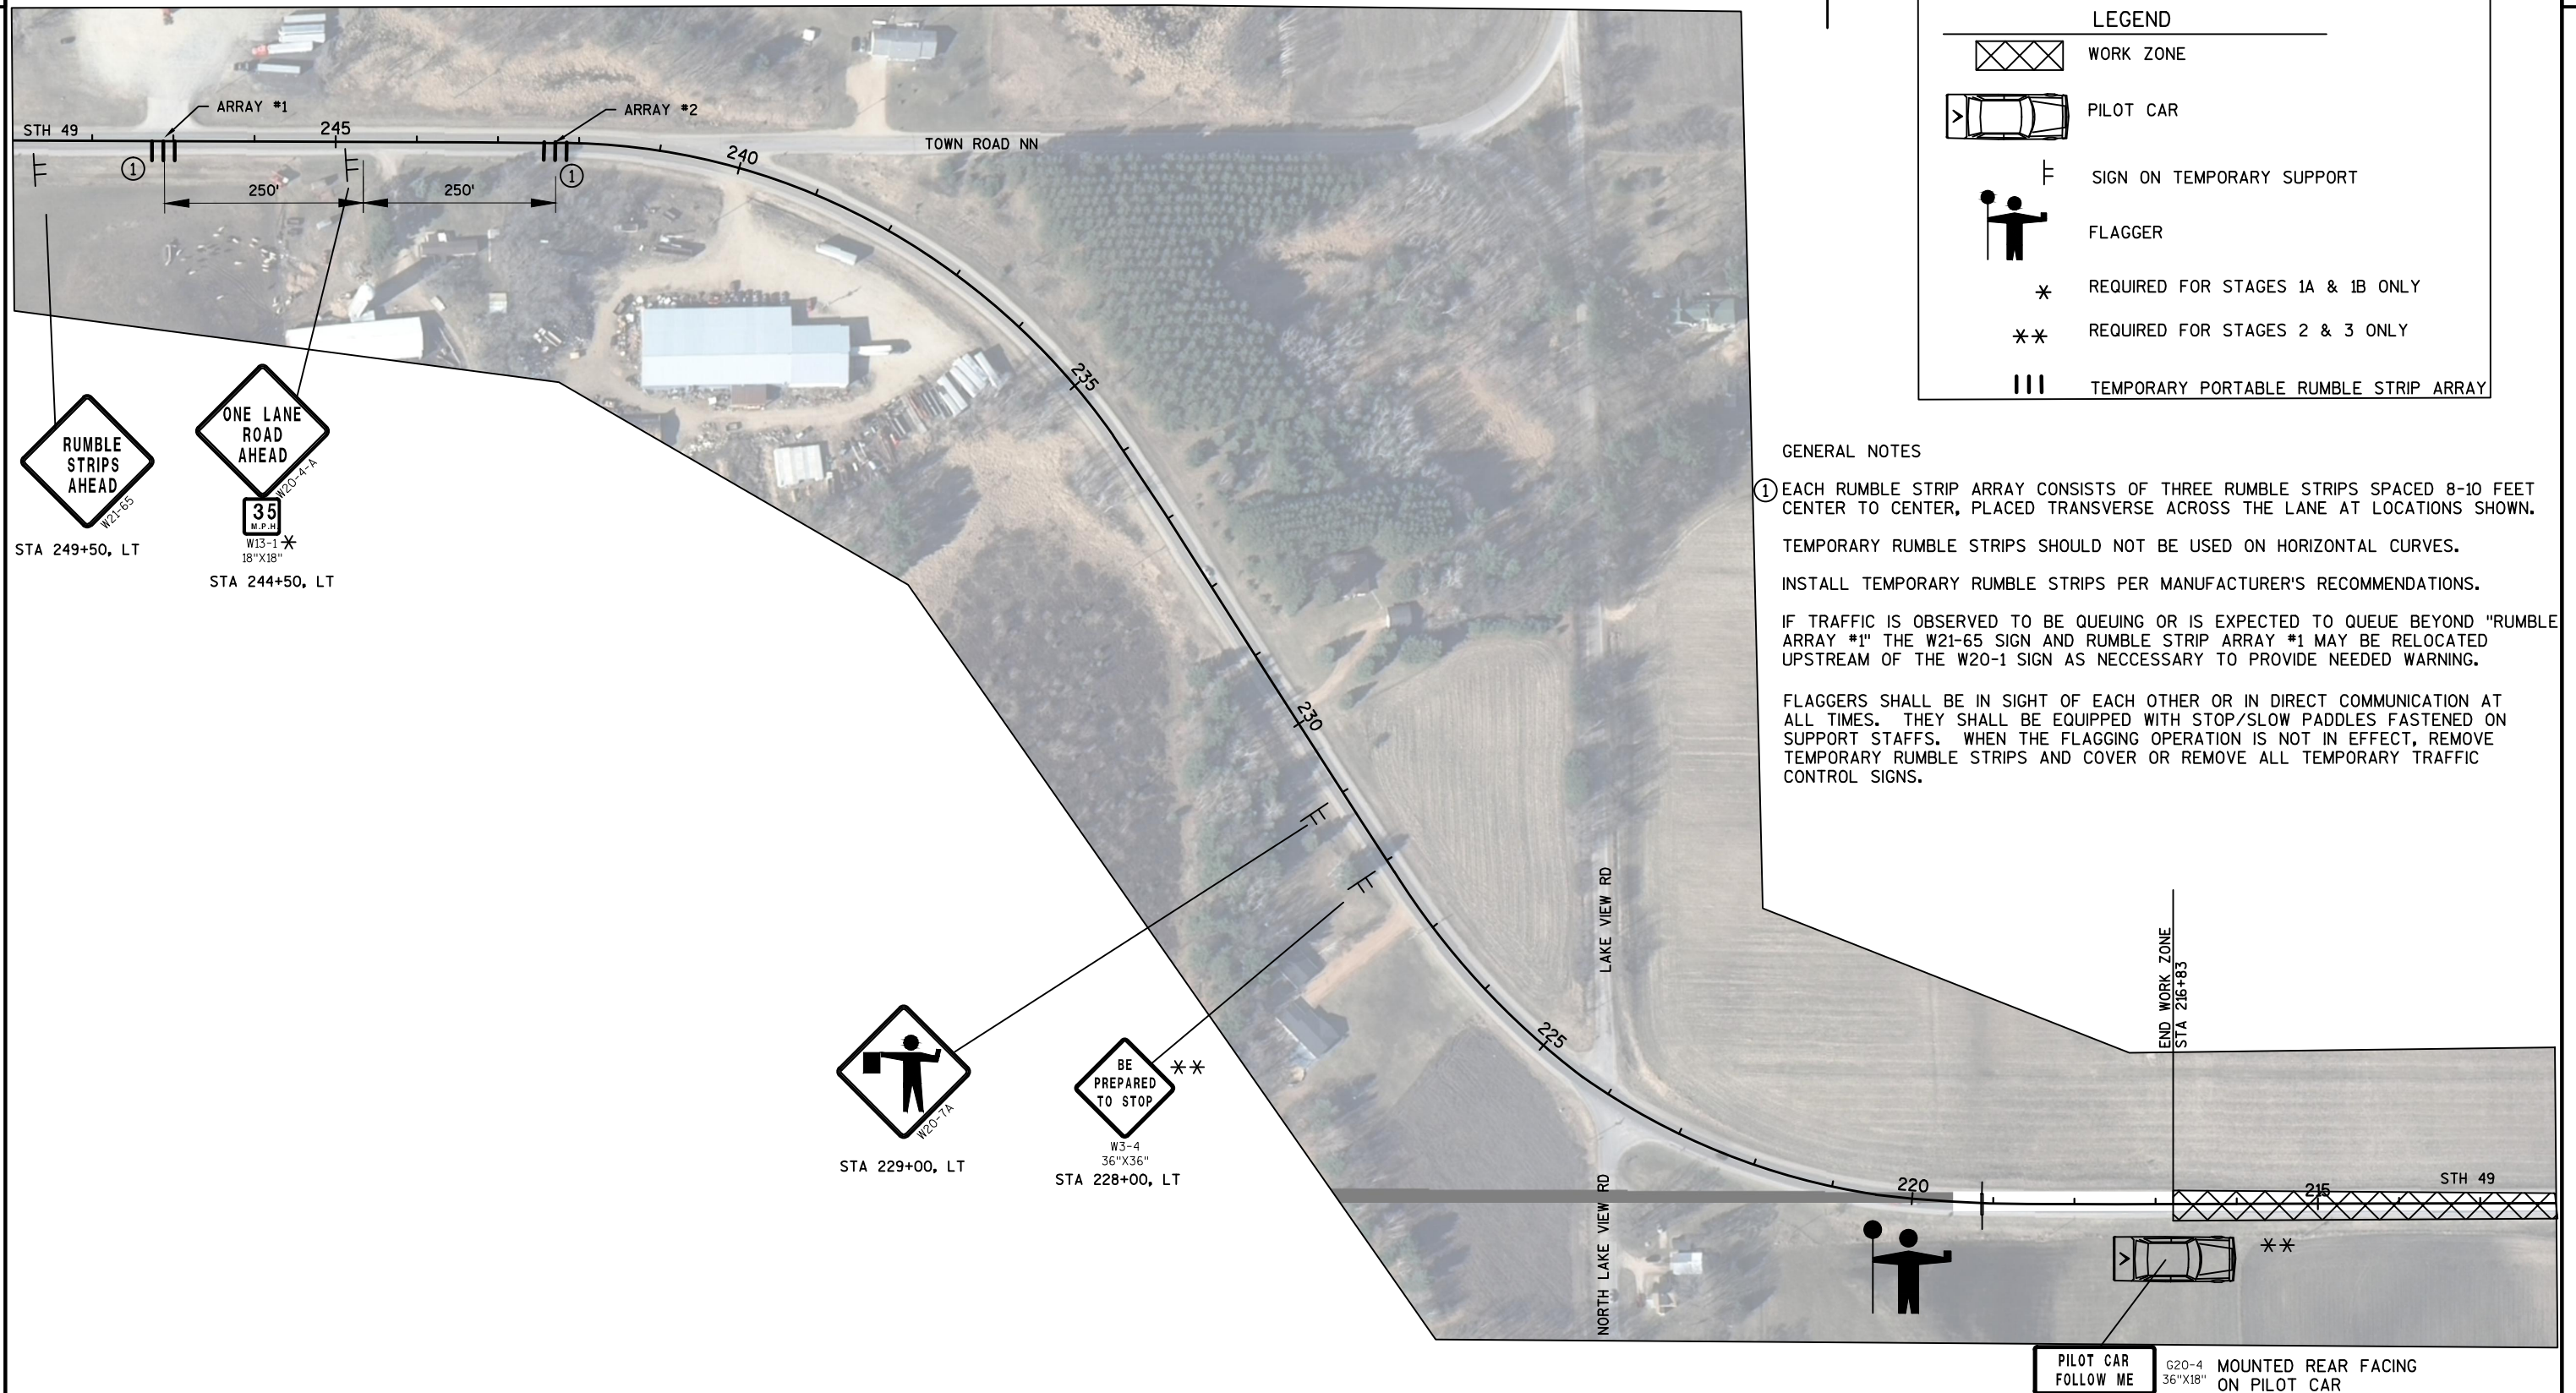 LEGEND
WORK ZONE
PILOT CAR
SIGN ON TEMPORARY SUPPORT
FLAGGER
* REQUIRED FOR STAGES 1A & 1B ONLY
** REQUIRED FOR STAGES 2 & 3 ONLY
TEMPORARY PORTABLE RUMBLE STRIP ARRAY
STH 49
ARRAY #1
245
ARRAY #2
240
TOWN ROAD NN
1
250'
250'
1
235
230
225
220
215
STH 49
RUMBLE
STRIPS
AHEAD
W21-65
STA 249+50, LT
ONE LANE
ROAD
AHEAD
W20-4-A
35
M.P.H
W13-1 *
18"X18"
STA 244+50, LT
GENERAL NOTES
1 EACH RUMBLE STRIP ARRAY CONSISTS OF THREE RUMBLE STRIPS SPACED 8-10 FEET
CENTER TO CENTER, PLACED TRANSVERSE ACROSS THE LANE AT LOCATIONS SHOWN.
TEMPORARY RUMBLE STRIPS SHOULD NOT BE USED ON HORIZONTAL CURVES.
INSTALL TEMPORARY RUMBLE STRIPS PER MANUFACTURER'S RECOMMENDATIONS.
IF TRAFFIC IS OBSERVED TO BE QUEUING OR IS EXPECTED TO QUEUE BEYOND "RUMBLE
ARRAY #1" THE W21-65 SIGN AND RUMBLE STRIP ARRAY #1 MAY BE RELOCATED
UPSTREAM OF THE W20-1 SIGN AS NECCESSARY TO PROVIDE NEEDED WARNING.
FLAGGERS SHALL BE IN SIGHT OF EACH OTHER OR IN DIRECT COMMUNICATION AT
ALL TIMES. THEY SHALL BE EQUIPPED WITH STOP/SLOW PADDLES FASTENED ON
SUPPORT STAFFS. WHEN THE FLAGGING OPERATION IS NOT IN EFFECT, REMOVE
TEMPORARY RUMBLE STRIPS AND COVER OR REMOVE ALL TEMPORARY TRAFFIC
CONTROL SIGNS.
LAKE VIEW RD
NORTH LAKE VIEW RD
END WORK ZONE
STA 216+83
W20-7A
STA 229+00, LT
BE
PREPARED
TO STOP
**
W3-4
36"X36"
STA 228+00, LT
**
PILOT CAR
FOLLOW ME
G20-4
36"X18"
MOUNTED REAR FACING
ON PILOT CAR